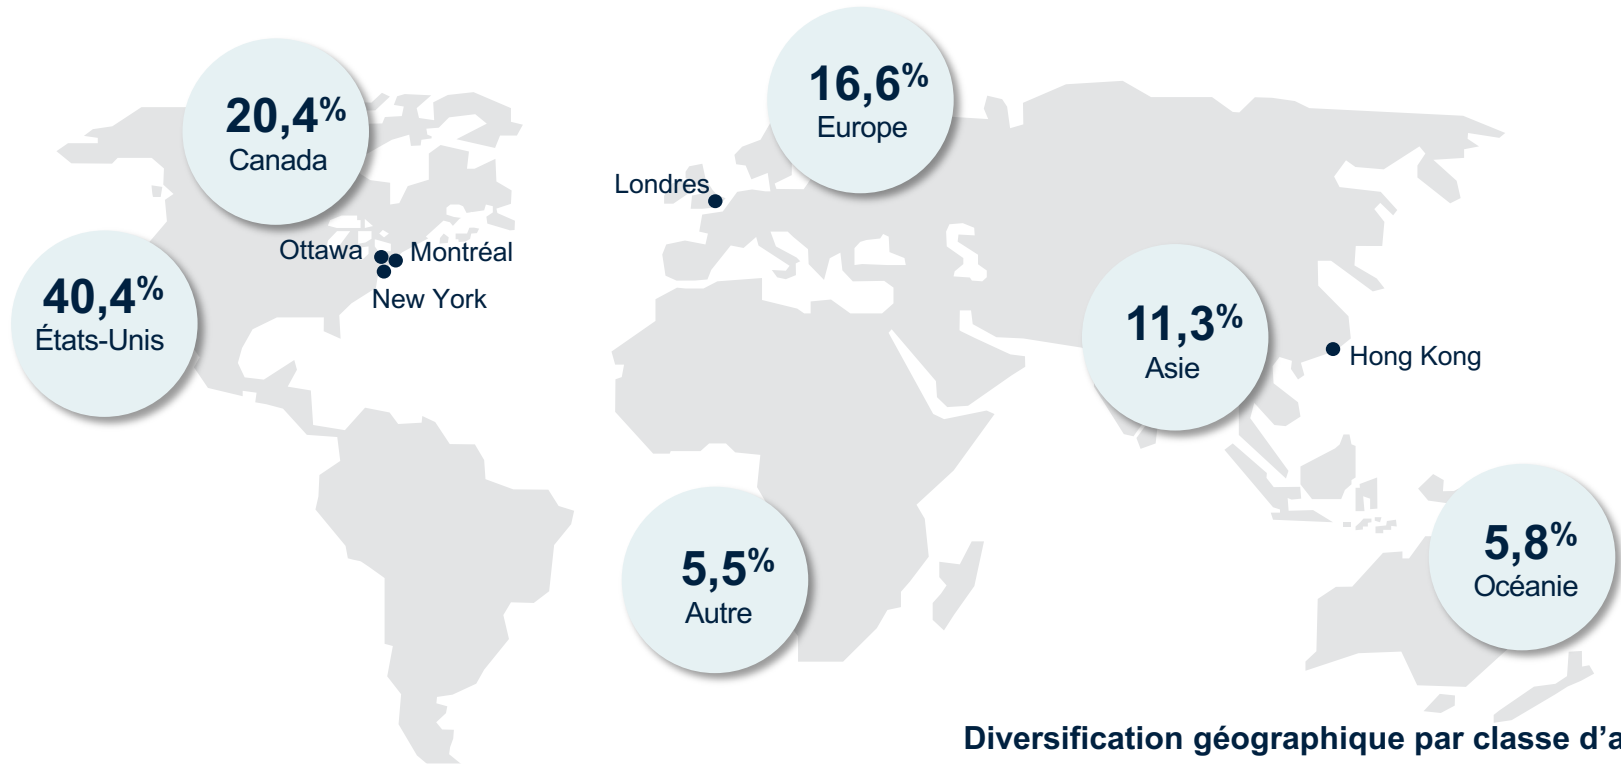 16,6%
Europe
20,4%
Canada
Londres
Ottawa
Montréal
New York
40,4%
États-Unis
11,3%
Asie
Hong Kong
5,8%
Océanie
5,5%
Autre
Diversification géographique par classe d’a